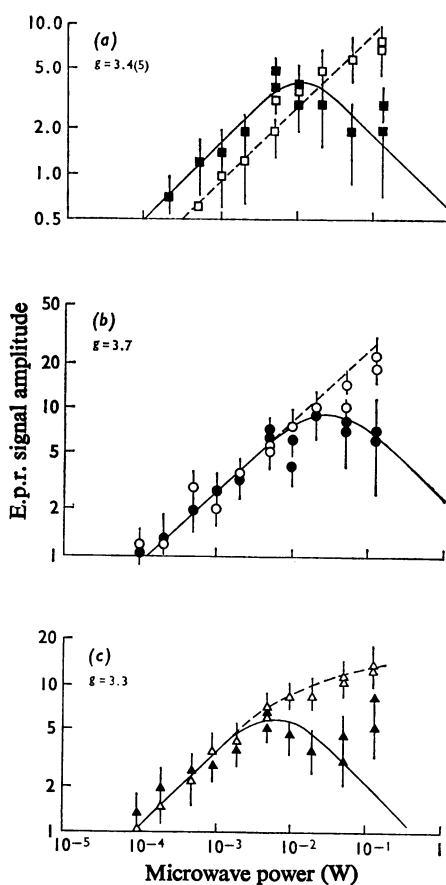 (a)
g = 3.4(5)
10.0
5.0
2.0
1.0
0.5
(b)
g = 3.7
50
20
10
5
2
1
E.p.r. signal amplitude
(c)
g = 3.3
20
10
5
2
1
10⁻⁵ 10⁻⁴ 10⁻³ 10⁻² 10⁻¹ 1
Microwave power (W)